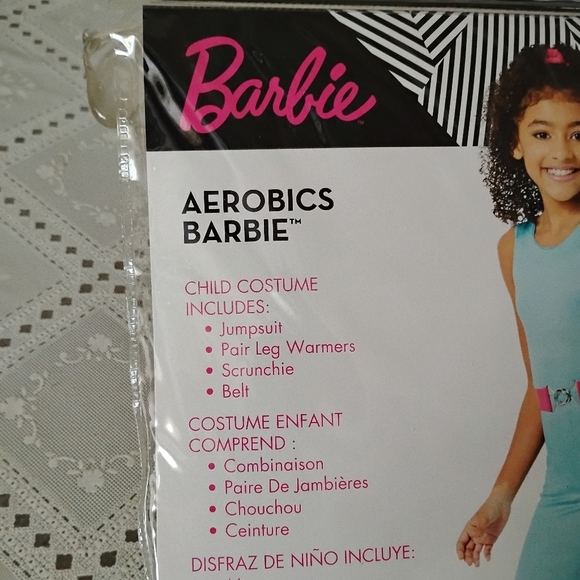 Barbie™
AEROBICS
BARBIE™
CHILD COSTUME
INCLUDES:
• Jumpsuit
• Pair Leg Warmers
• Scrunchie
• Belt
COSTUME ENFANT
COMPREND :
• Combinaison
• Paire De Jambières
• Chouchou
• Ceinture
DISFRAZ DE NIÑO INCLUYE: